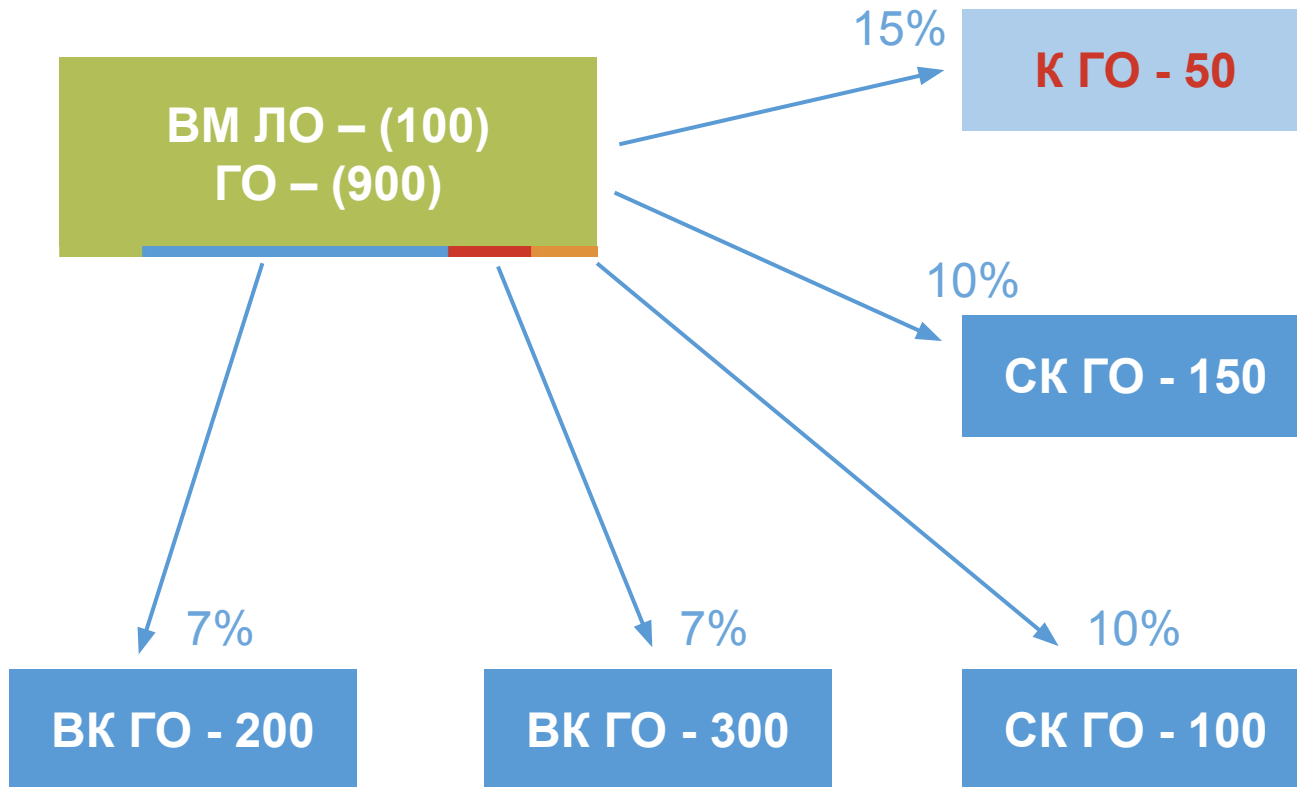 15%
К ГО - 50
ВМ ЛО – (100)
ГО – (900)
10%
СК ГО - 150
7%
7%
10%
ВК ГО - 200
ВК ГО - 300
СК ГО - 100